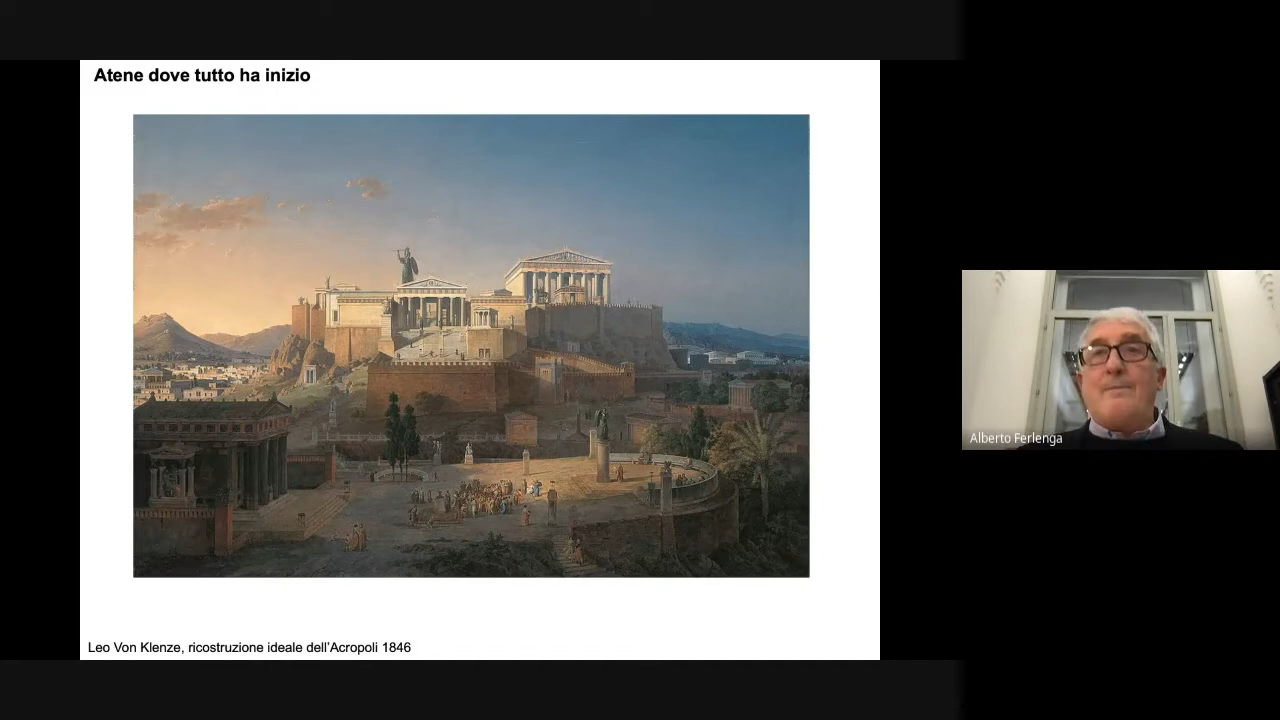 Atene dove tutto ha inizio
Alberto Ferlenga
Leo Von Klenze, ricostruzione ideale dell'Acropoli 1846